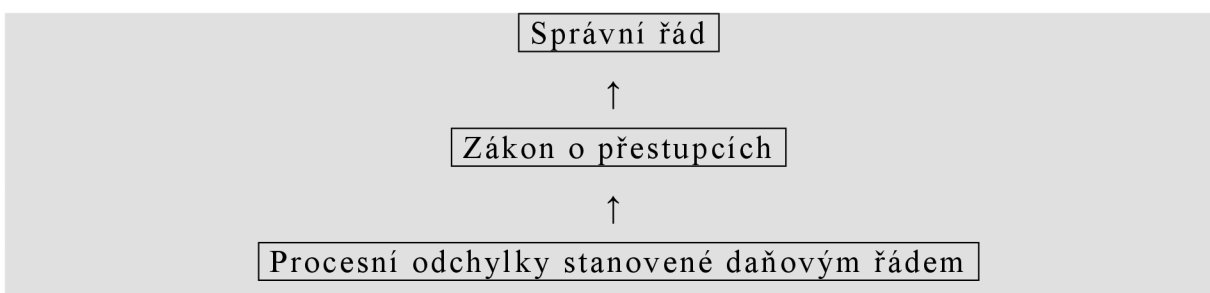 Správní řád
↑
Zákon o přestupcích
↑
Procesní odchylky stanovené daňovým řádem